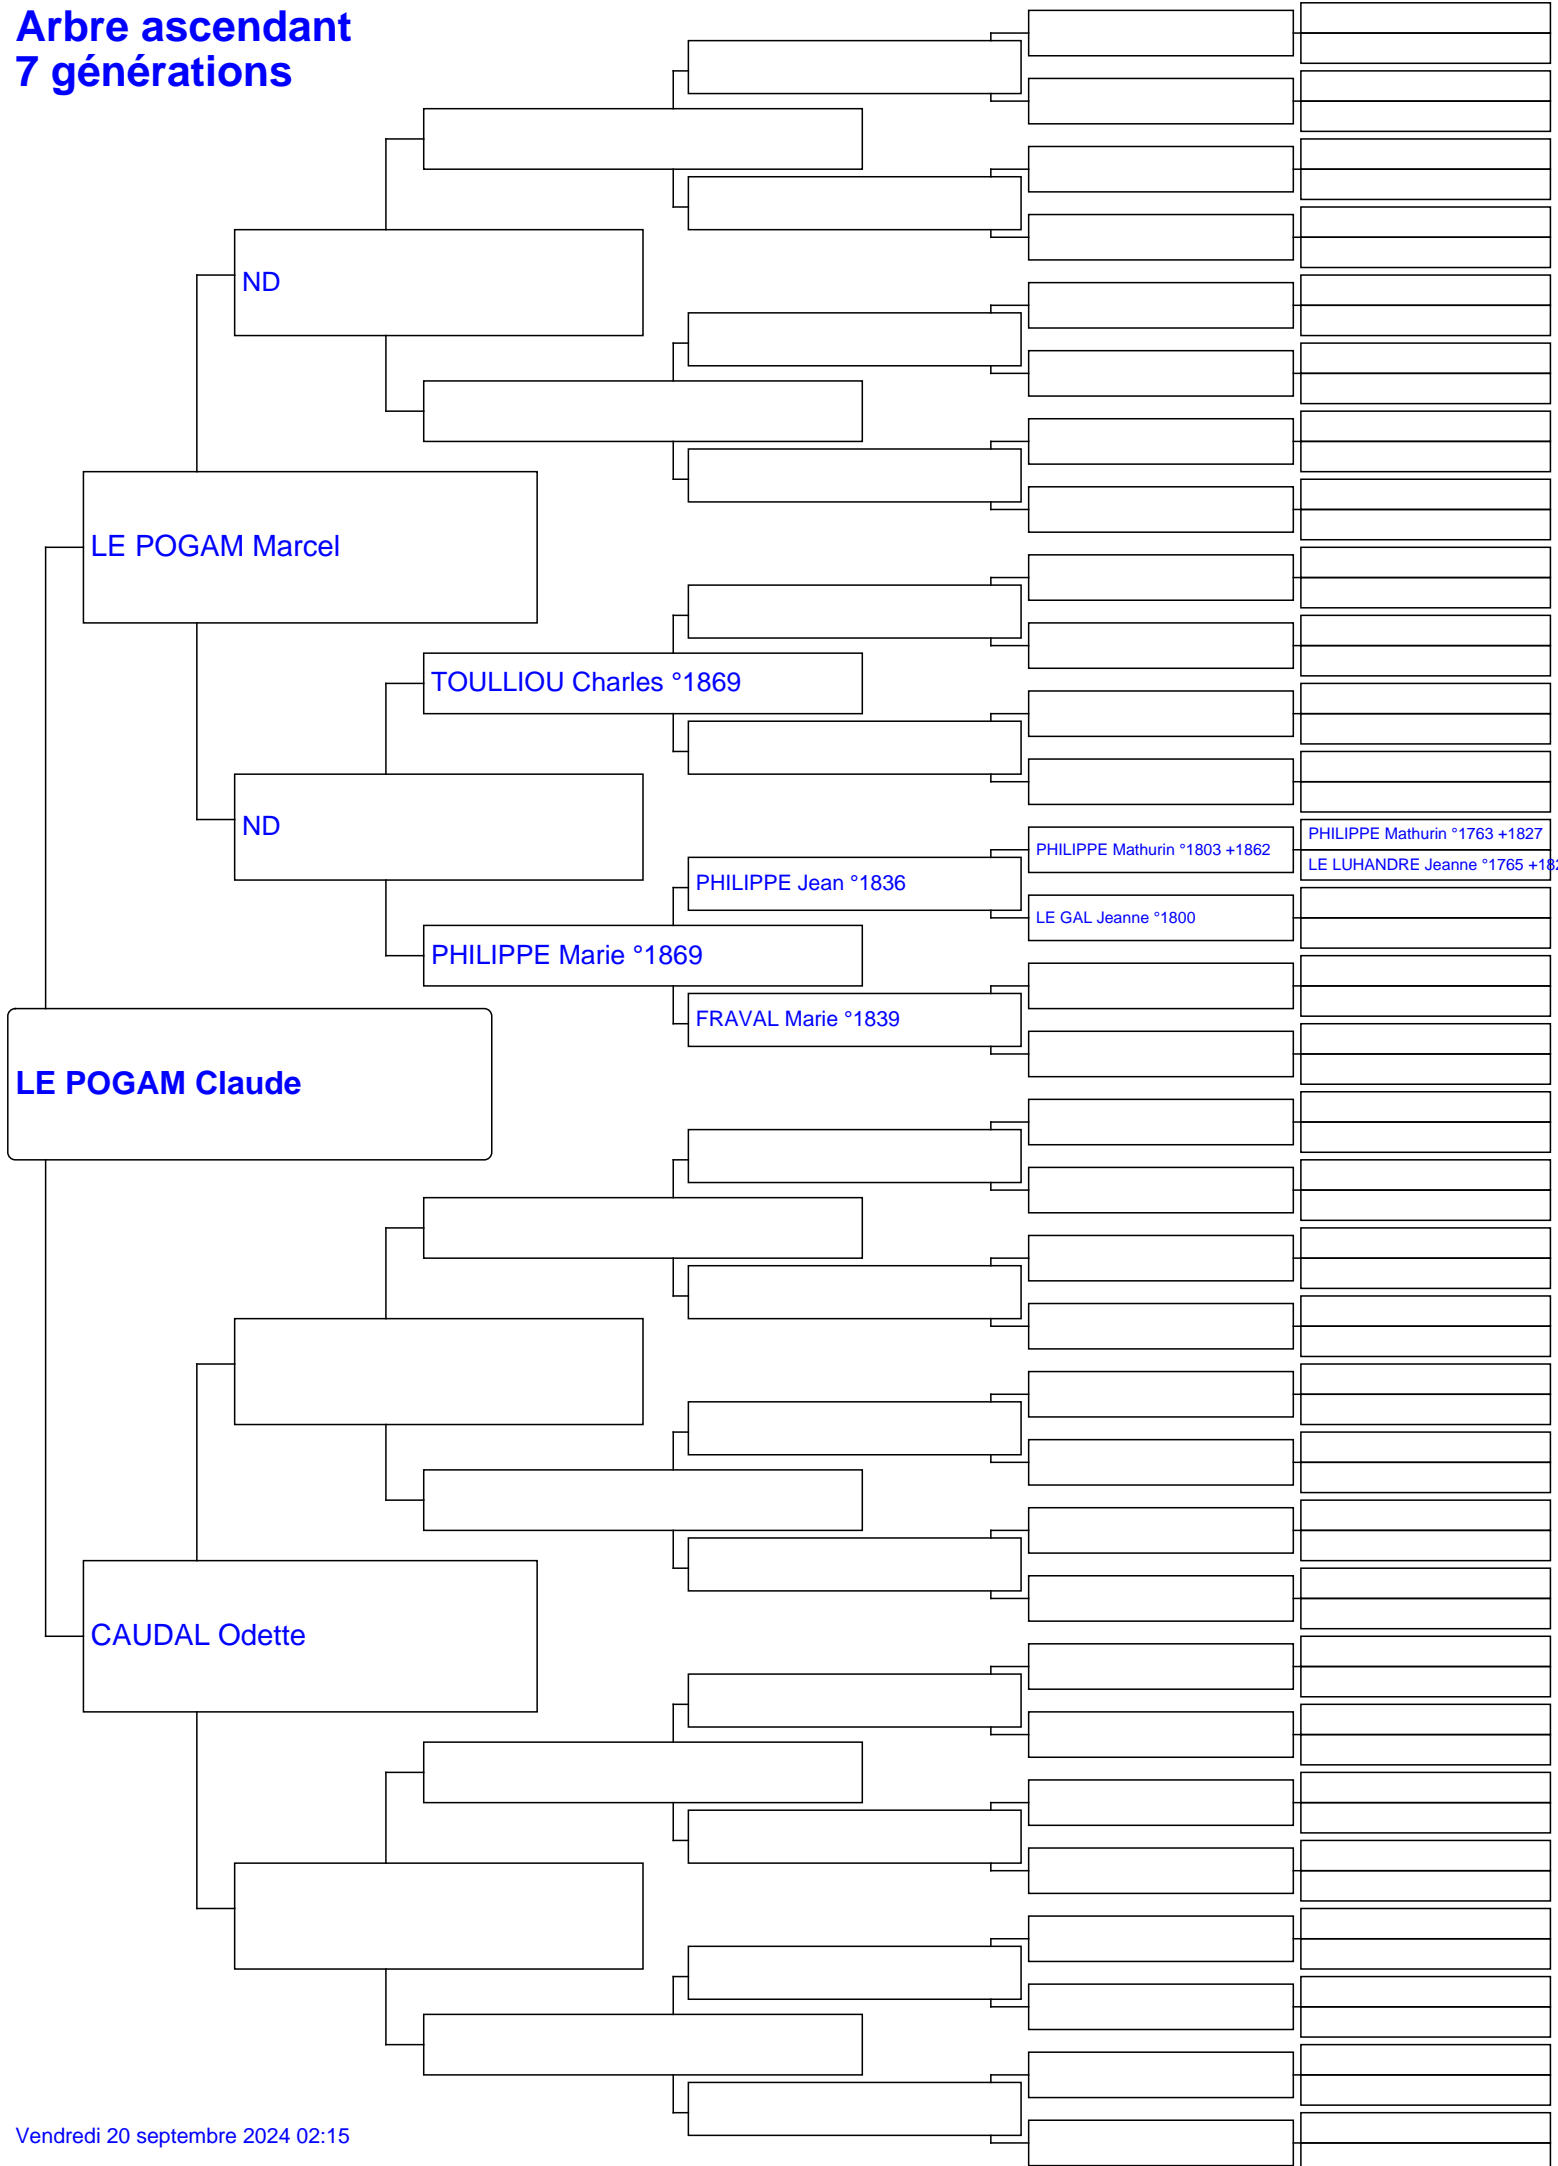 Arbre ascendant
7 générations
ND
LE POGAM Marcel
TOULLIOU Charles °1869
ND
PHILIPPE Mathurin °1763 +1827
PHILIPPE Mathurin °1803 +1862
LE LUHANDRE Jeanne °1765
PHILIPPE Jean °1836
LE GAL Jeanne °1800
PHILIPPE Marie °1869
FRAVAL Marie °1839
LE POGAM Claude
CAUDAL Odette
Vendredi 20 septembre 2024 02:15